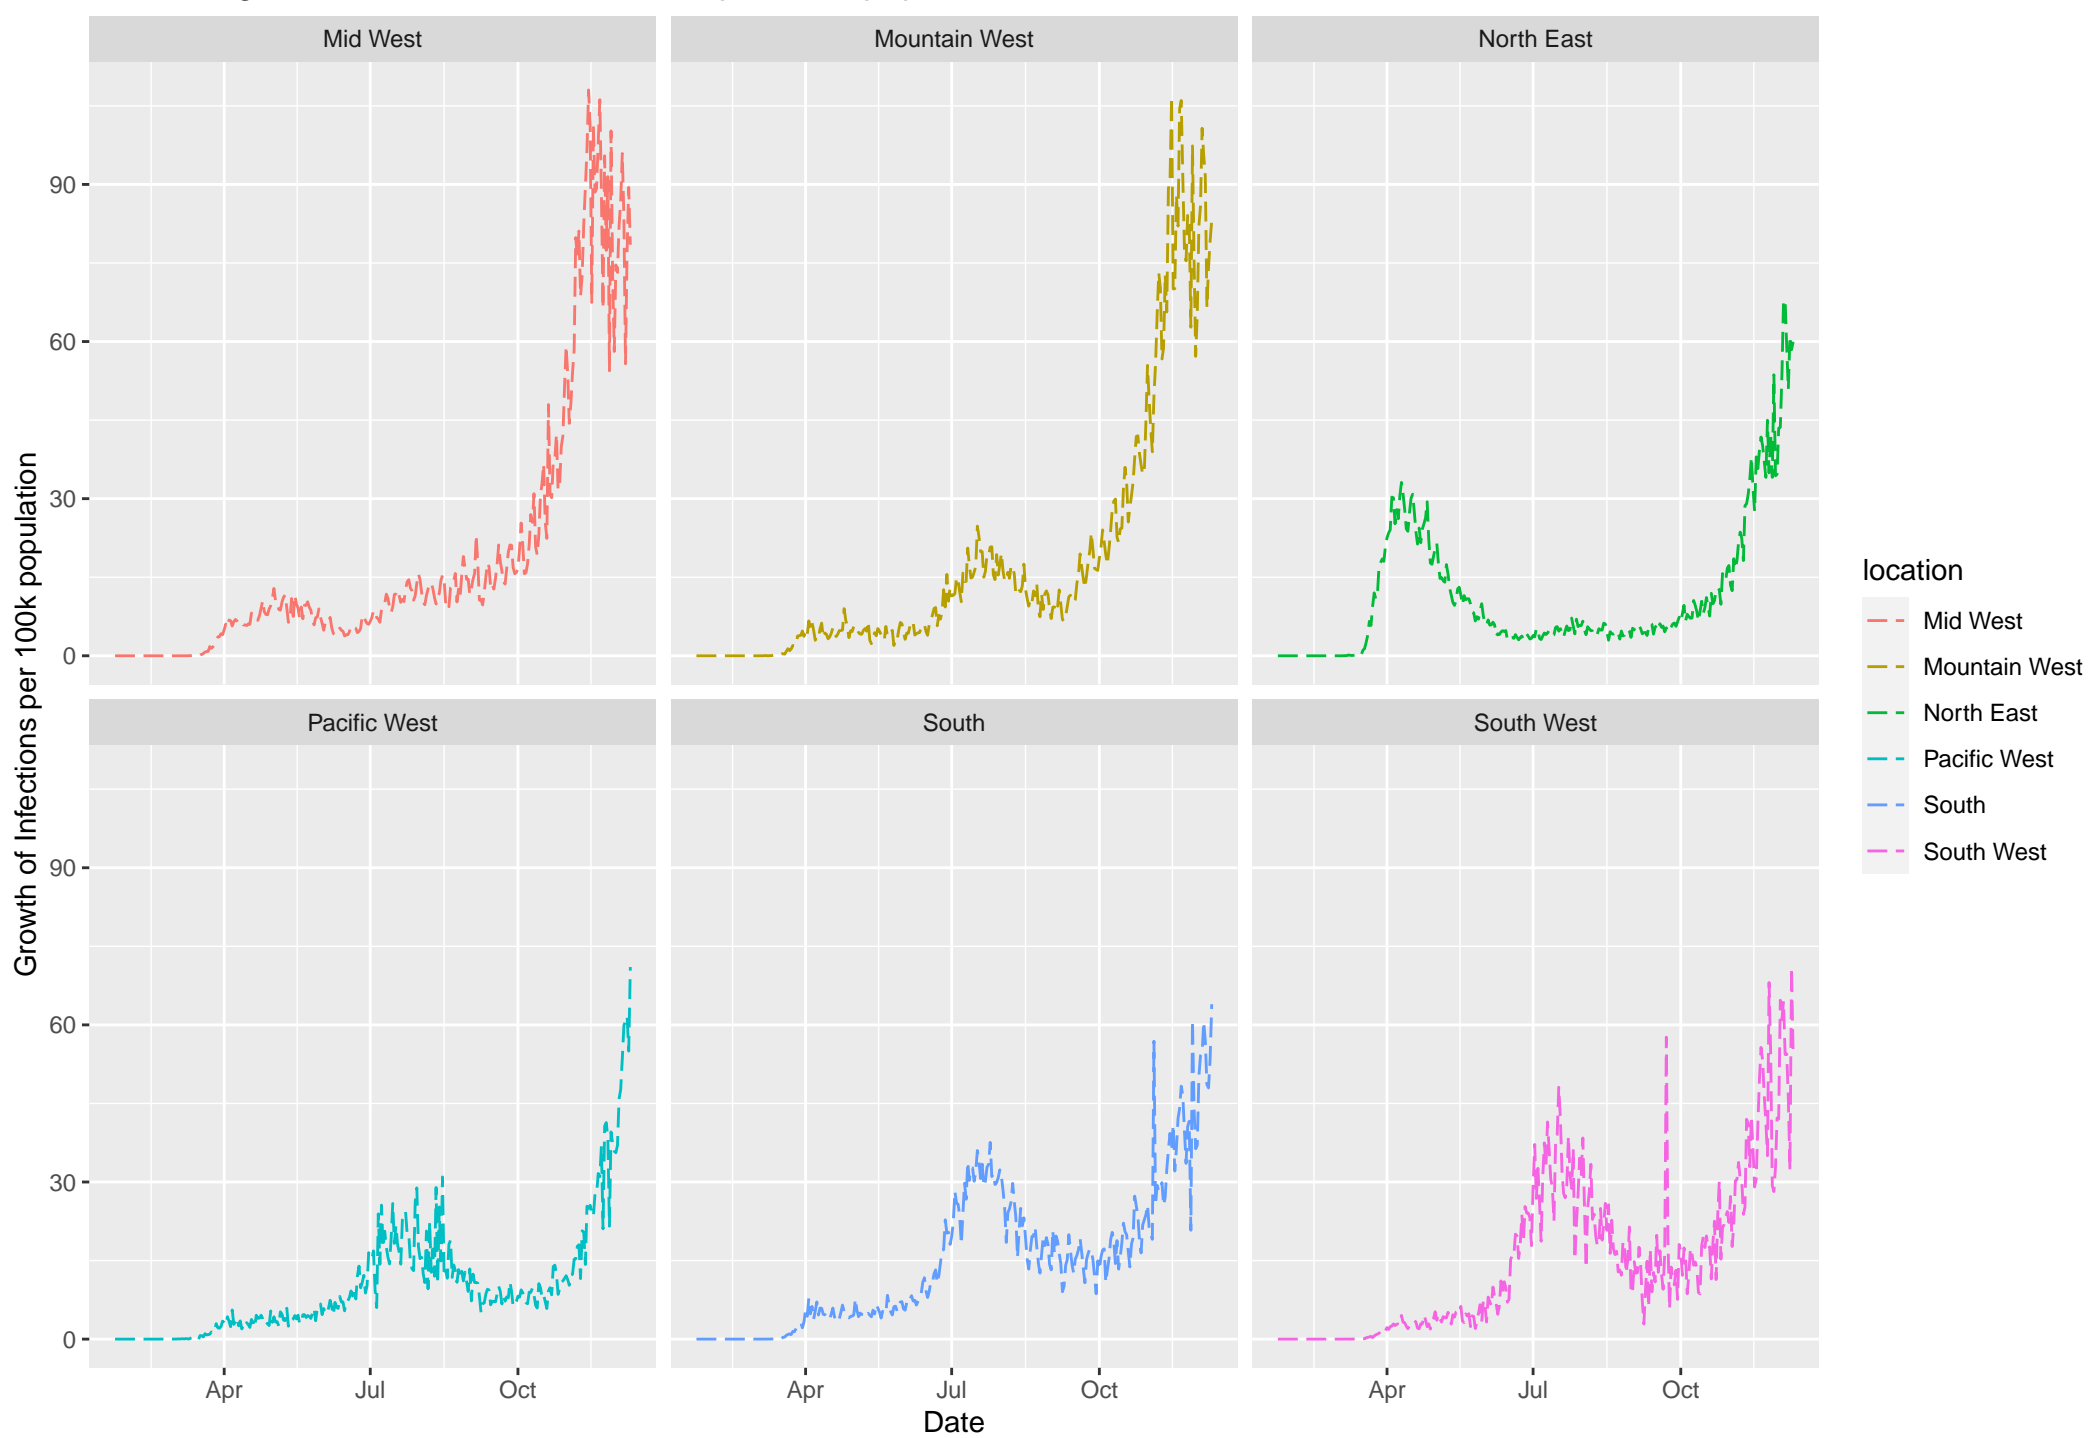 Mid West
Mountain West
North East
90
60
30
0
Pacific West
South
South West
90
60
30
0
Apr
Jul
Oct
Apr
Jul
Oct
Apr
Jul
Oct
Date
Growth of Infections per 100k population
location
Mid West
Mountain West
North East
Pacific West
South
South West